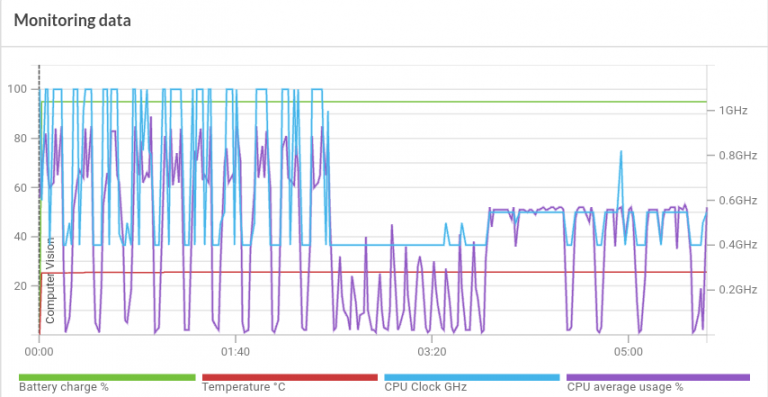 Monitoring data
100
80
60
40
20
1GHz
0.8GHz
0.6GHz
0.4GHz
0.2GHz
Computer Vision
00:00 01:40 03:20 05:00
Battery charge % Temperature °C CPU Clock GHz CPU average usage %